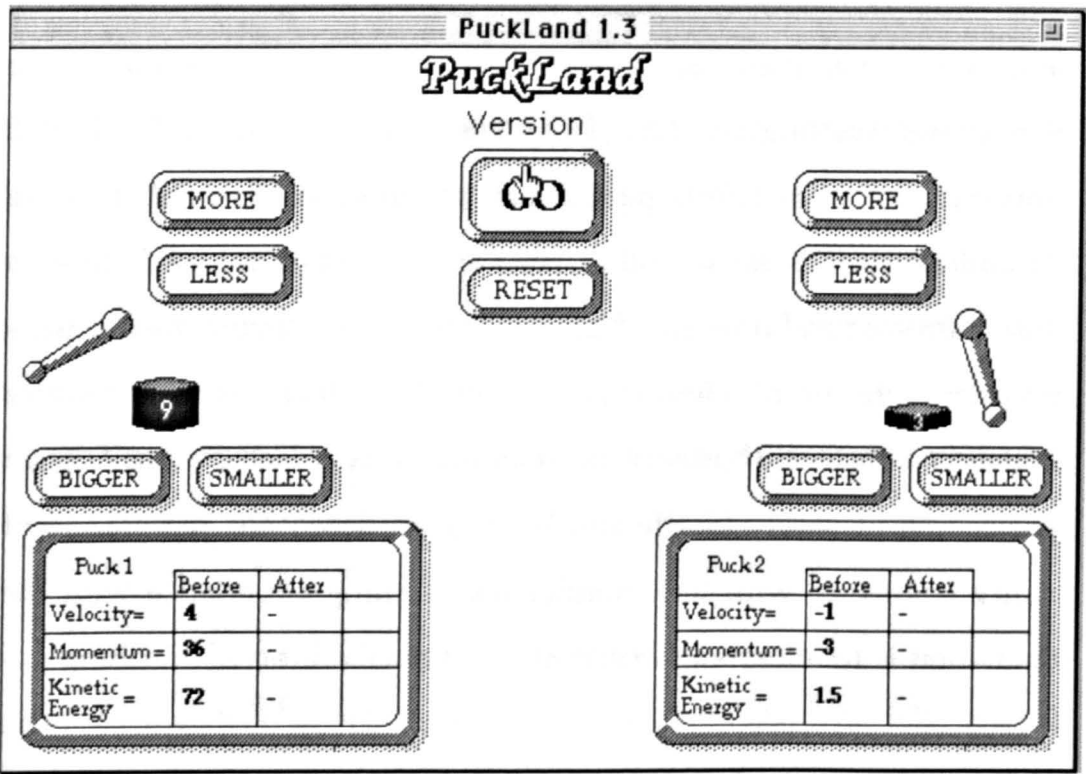 PuckLand 1.3
PuckLand
Version
GO
RESET
MORE
LESS
9
BIGGER SMALLER
MORE
LESS
3
BIGGER SMALLER
Puck 1
Before After
Velocity= 4 -
Momentum= 36 -
Kinetic Energy = 72 -
Puck 2
Before After
Velocity= -1 -
Momentum= -3 -
Kinetic Energy = 1.5 -